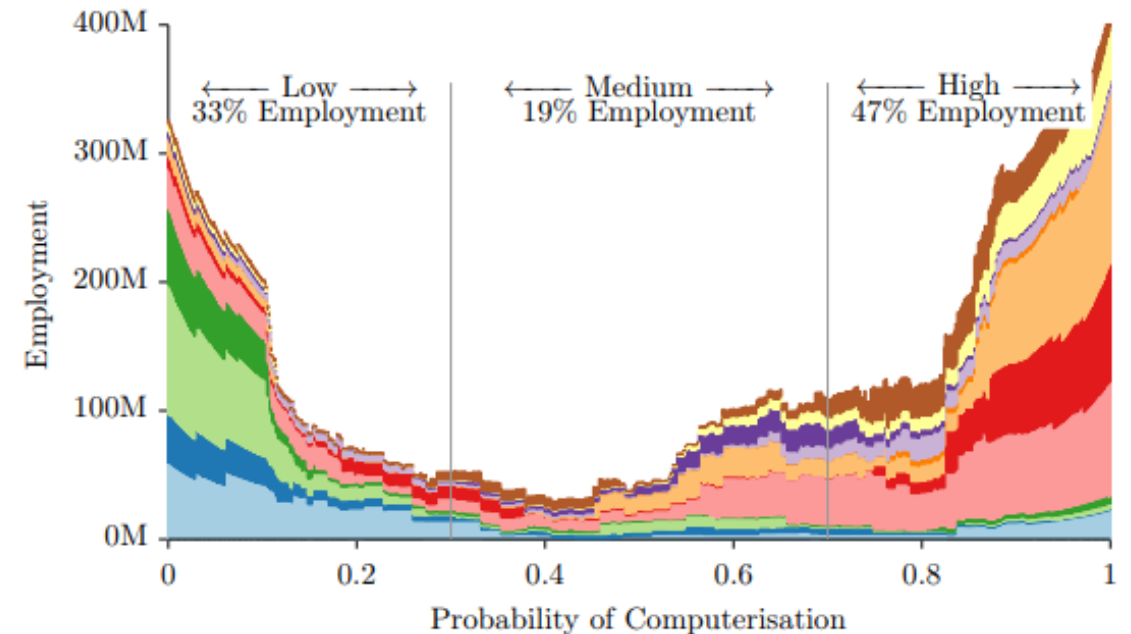 400M
300M
200M
100M
0M
Employment
←—— Low ——→
33% Employment
←—— Medium ——→
19% Employment
←—— High ——→
47% Employment
0 0.2 0.4 0.6 0.8 1
Probability of Computerisation